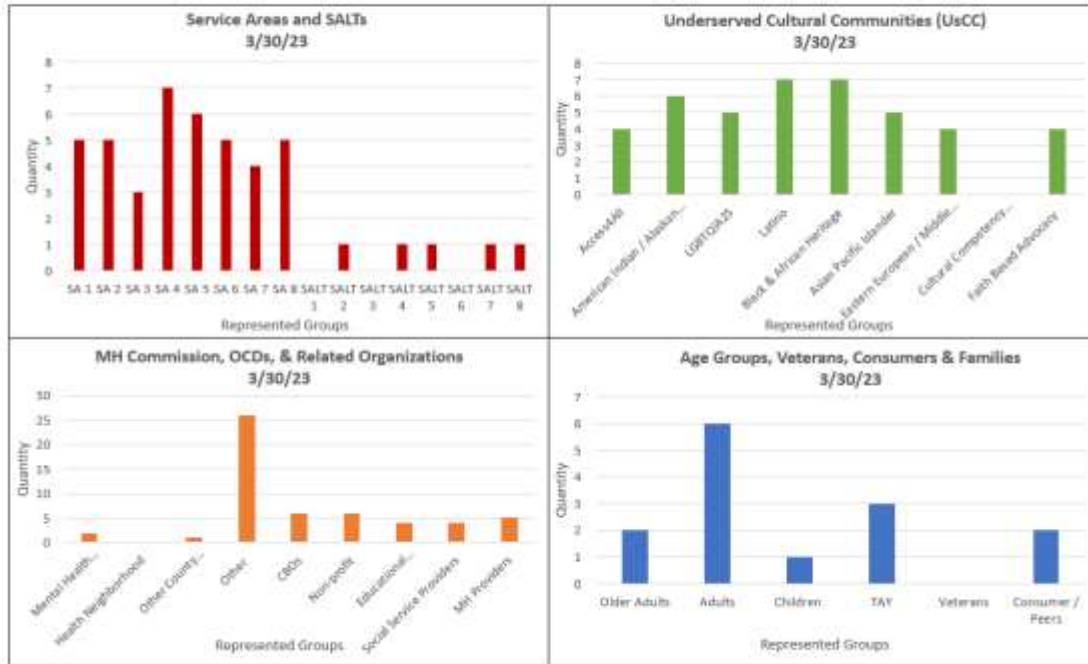 Service Areas and SALTs
3/30/23
8
7
6
5
4
3
2
1
0
Quantity
SA 1 SA 2 SA 3 SA 4 SA 5 SA 6 SA 7 SA 8 SALT SALT SALT SALT SALT SALT SALT SALT
1 2 3 4 5 6 7 8
Represented Groups
Underserved Cultural Communities (UsCC)
3/30/23
8
7
6
5
4
3
2
1
0
Quantity
Access4All
American Indian / Alaskan...
LGBTQIA2S
Latino
Black & African Heritage
Asian Pacific Islander
Eastern European / Middle...
Cultural Competency...
Faith Based Advocacy
Represented Groups
MH Commission, OCDs, & Related Organizations
3/30/23
30
25
20
15
10
5
0
Quantity
Mental Health...
Health Neighborhood
Other County...
Other
CBOs
Non-profit
Educational...
Social Service Providers
MH Providers
Represented Groups
Age Groups, Veterans, Consumers & Families
3/30/23
7
6
5
4
3
2
1
0
Quantity
Older Adults Adults Children TAY Veterans Consumer /
Peers
Represented Groups